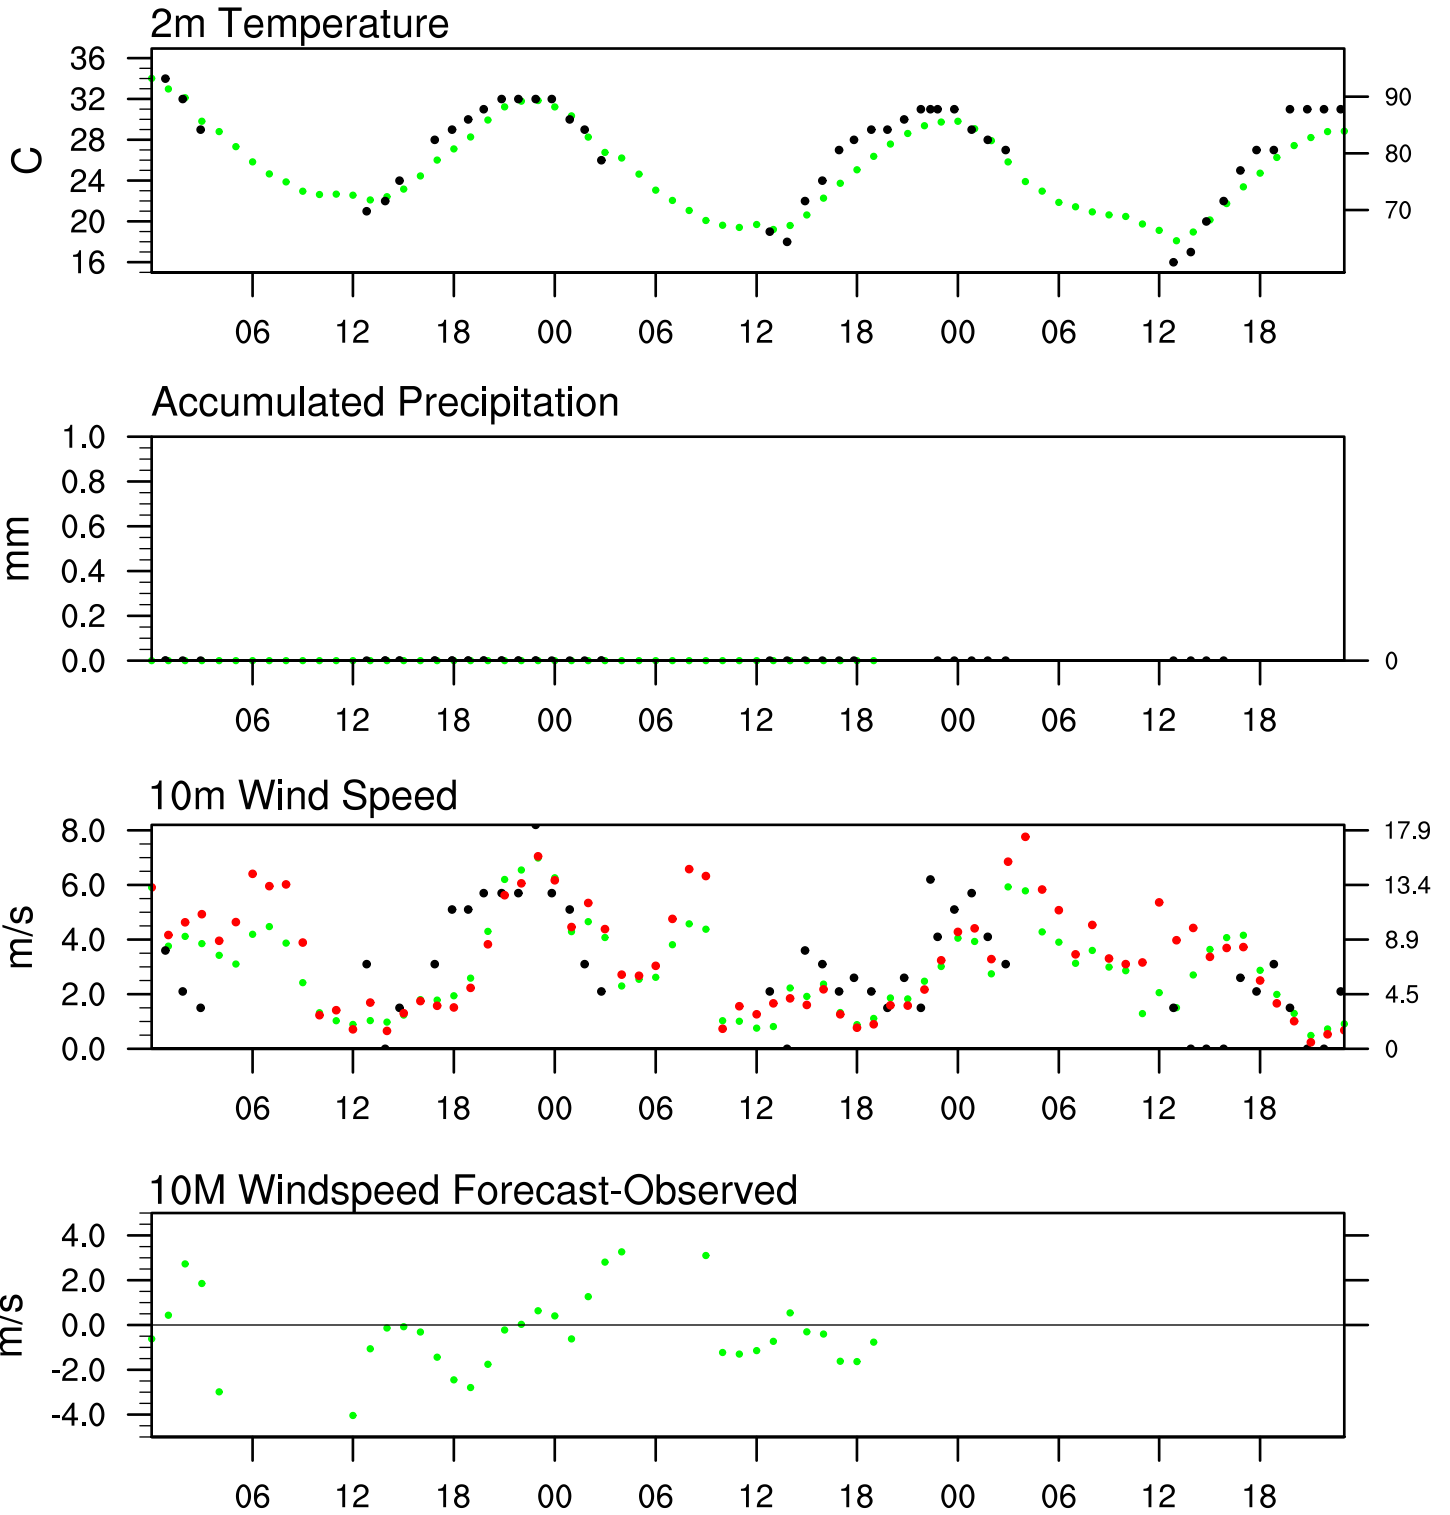 2m Temperature
36
32
28
24
20
16
C
90
80
70
06 12 18 00 06 12 18 00 06 12 18
Accumulated Precipitation
1.0
0.8
0.6
0.4
0.2
0.0
mm
0
06 12 18 00 06 12 18 00 06 12 18
10m Wind Speed
8.0
6.0
4.0
2.0
0.0
m/s
17.9
13.4
8.9
4.5
0
06 12 18 00 06 12 18 00 06 12 18
10M Windspeed Forecast-Observed
4.0
2.0
0.0
-2.0
-4.0
m/s
06 12 18 00 06 12 18 00 06 12 18